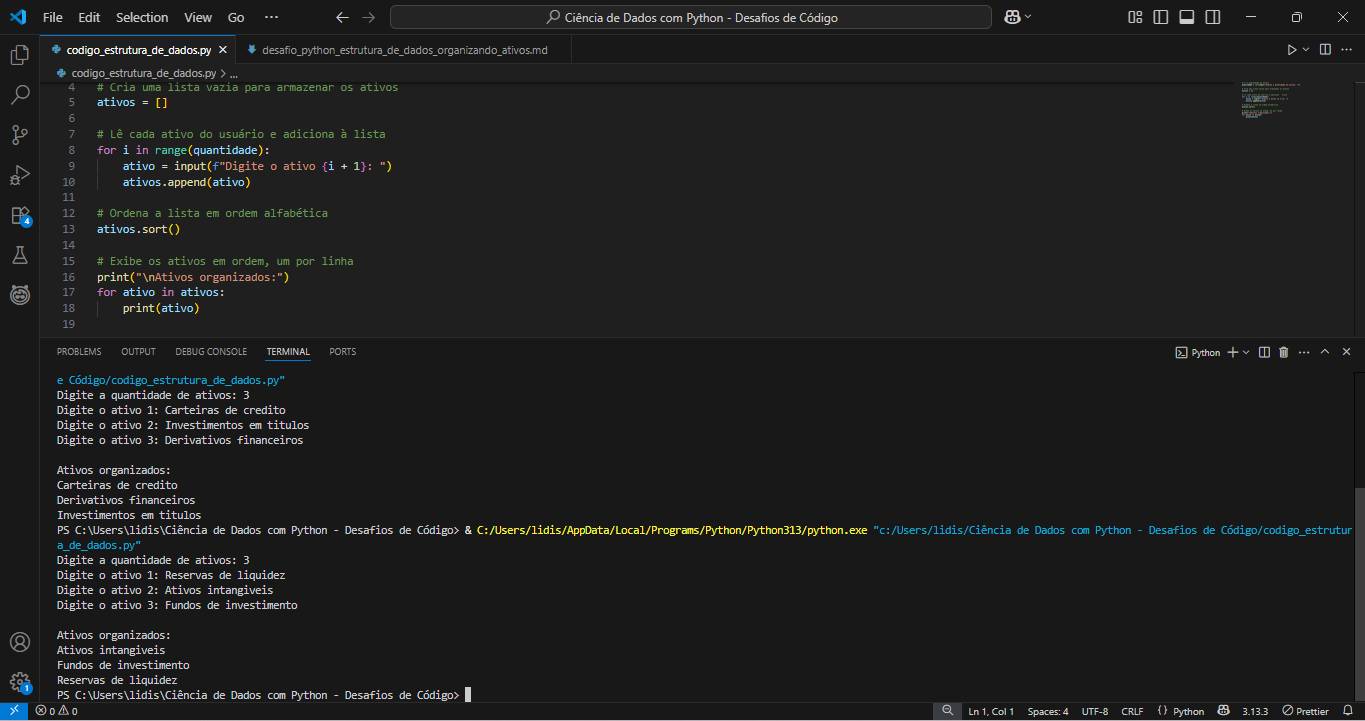 File Edit Selection View Go ··· Ciência de Dados com Python - Desafios de Código
codigo_estrutura_de_dados.py desafio_python_estrutura_de_dados_organizando_ativos.md
codigo_estrutura_de_dados.py > ...
4 # Cria uma lista vazia para armazenar os ativos
5 ativos = []
6
7 # Lê cada ativo do usuário e adiciona à lista
8 for i in range(quantidade):
9 ativo = input(f"Digite o ativo {i + 1}: ")
10 ativos.append(ativo)
11
12 # Ordena a lista em ordem alfabética
13 ativos.sort()
14
15 # Exibe os ativos em ordem, um por linha
16 print("\nAtivos organizados:")
17 for ativo in ativos:
18 print(ativo)
19
PROBLEMS OUTPUT DEBUG CONSOLE TERMINAL PORTS Python
e Código/codigo_estrutura_de_dados.py"
Digite a quantidade de ativos: 3
Digite o ativo 1: Carteiras de credito
Digite o ativo 2: Investimentos em titulos
Digite o ativo 3: Derivativos financeiros
Ativos organizados:
Carteiras de credito
Derivativos financeiros
Investimentos em titulos
PS C:\Users\lidis\Ciência de Dados com Python - Desafios de Código> & C:/Users/lidis/AppData/Local/Programs/Python/Python313/python.exe "c:/Users/lidis/Ciência de Dados com Python - Desafios de Código/codigo_estrutur
a_de_dados.py"
Digite a quantidade de ativos: 3
Digite o ativo 1: Reservas de liquidez
Digite o ativo 2: Ativos intangiveis
Digite o ativo 3: Fundos de investimento
Ativos organizados:
Ativos intangiveis
Fundos de investimento
Reservas de liquidez
PS C:\Users\lidis\Ciência de Dados com Python - Desafios de Código>
4
1
0 0 Ln 1, Col 1 Spaces: 4 UTF-8 CRLF {} Python 3.13.3 Prettier